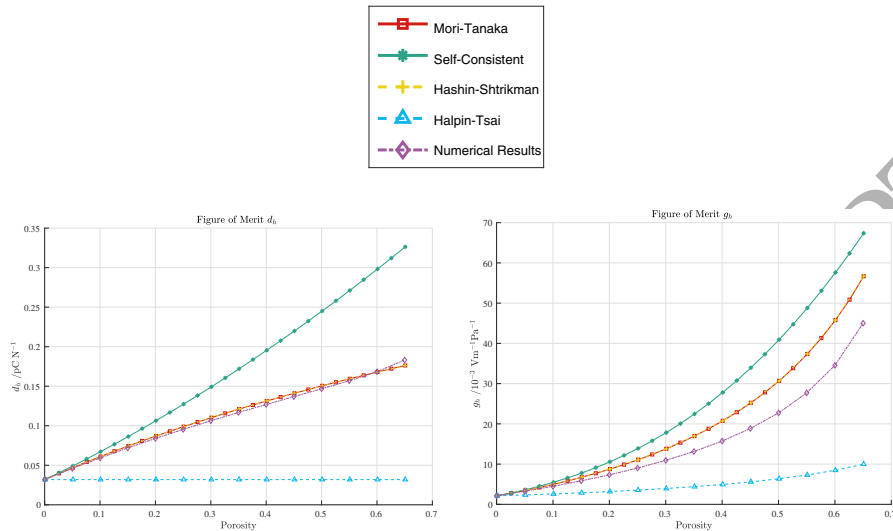 Mori-Tanaka
Self-Consistent
Hashin-Shtrikman
Halpin-Tsai
Numerical Results
Figure of Merit d_h
0.35
0.3
0.25
0.2
0.15
0.1
0.05
0
d_h /pC N⁻¹
0
0.1
0.2
0.3
0.4
0.5
0.6
0.7
Porosity
Figure of Merit g_h
70
60
50
40
30
20
10
0
g_h /10⁻³ Vm⁻¹Pa⁻¹
0
0.1
0.2
0.3
0.4
0.5
0.6
0.7
Porosity